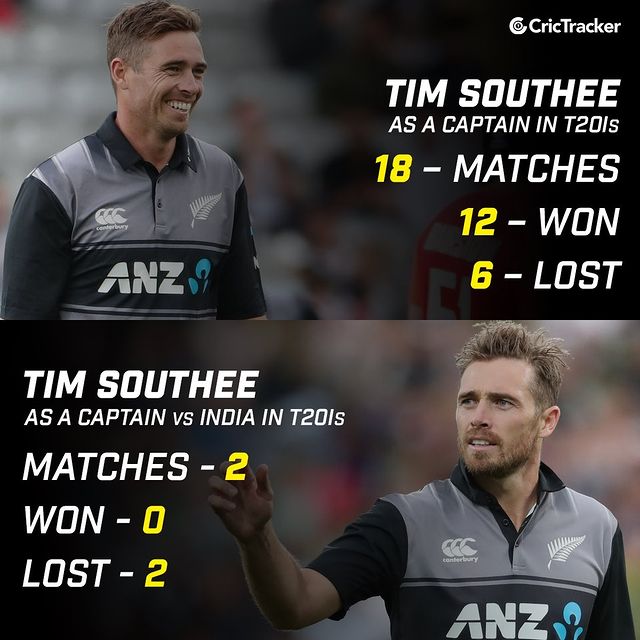 CricTracker
TIM SOUTHEE
AS A CAPTAIN IN T20Is
18 – MATCHES
12 – WON
6 – LOST
canterbury
ANZ
TIM SOUTHEE
AS A CAPTAIN vs INDIA IN T20Is
MATCHES - 2
WON - 0
LOST - 2
canterbury
ANZ